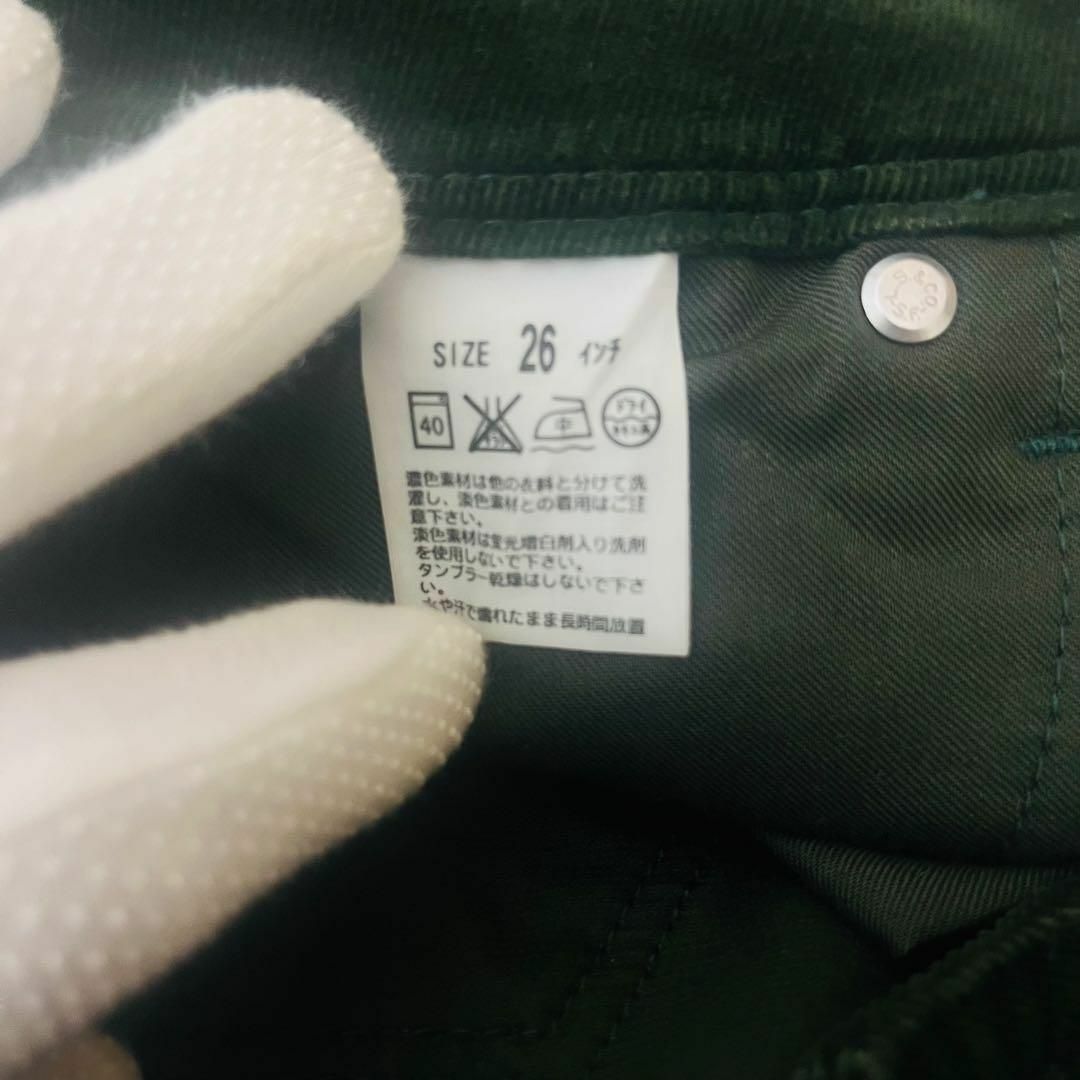 SIZE 26 インチ
40 エンソ 中 ドライ
濃色素材は他の衣料と分けて洗
濯し、淡色素材との着用はご注
意下さい。
淡色素材は蛍光増白剤入り洗剤
を使用しないで下さい。
タンブラー乾燥はしないで下さ
い。
水や汗で濡れたまま長時間放置
S. & CO.